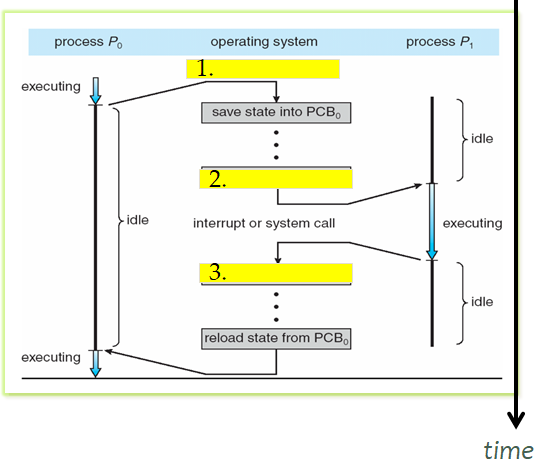 process P0 operating system process P1
1.
executing
save state into PCB0
idle
2.
idle
interrupt or system call
executing
3.
idle
reload state from PCB0
executing
time